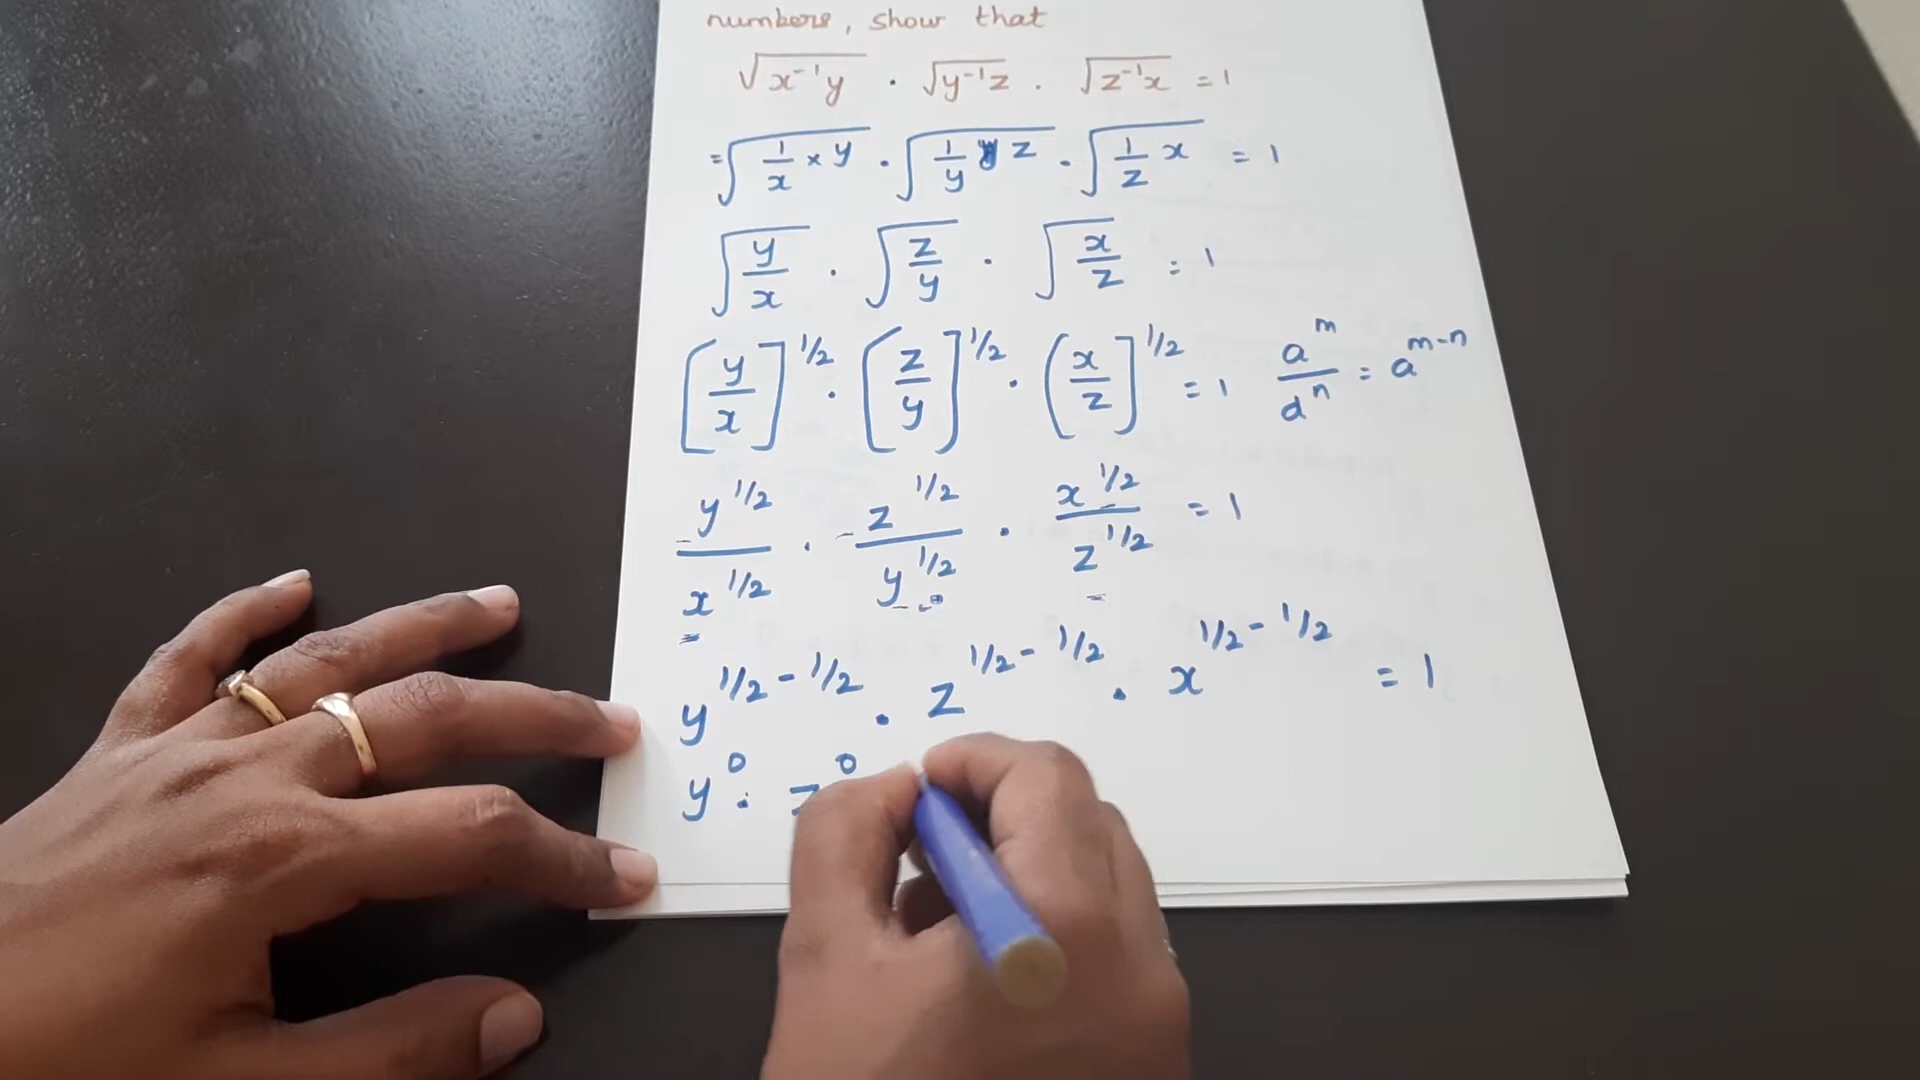 numbers, show that
√(x⁻¹y) · √(y⁻¹z) · √(z⁻¹x) = 1
= √(1/x × y) · √(1/y z) · √(1/z x) = 1
√(y/x) · √(z/y) · √(x/z) = 1
[y/x]^1/2 · [z/y]^1/2 · (x/z]^1/2 = 1 a^m/a^n = a^m-n
y^1/2/x^1/2 · z^1/2/y^1/2 · x^1/2/z^1/2 = 1
y^1/2-1/2 · z^1/2-1/2 · x^1/2-1/2 = 1
y^0 · z^0